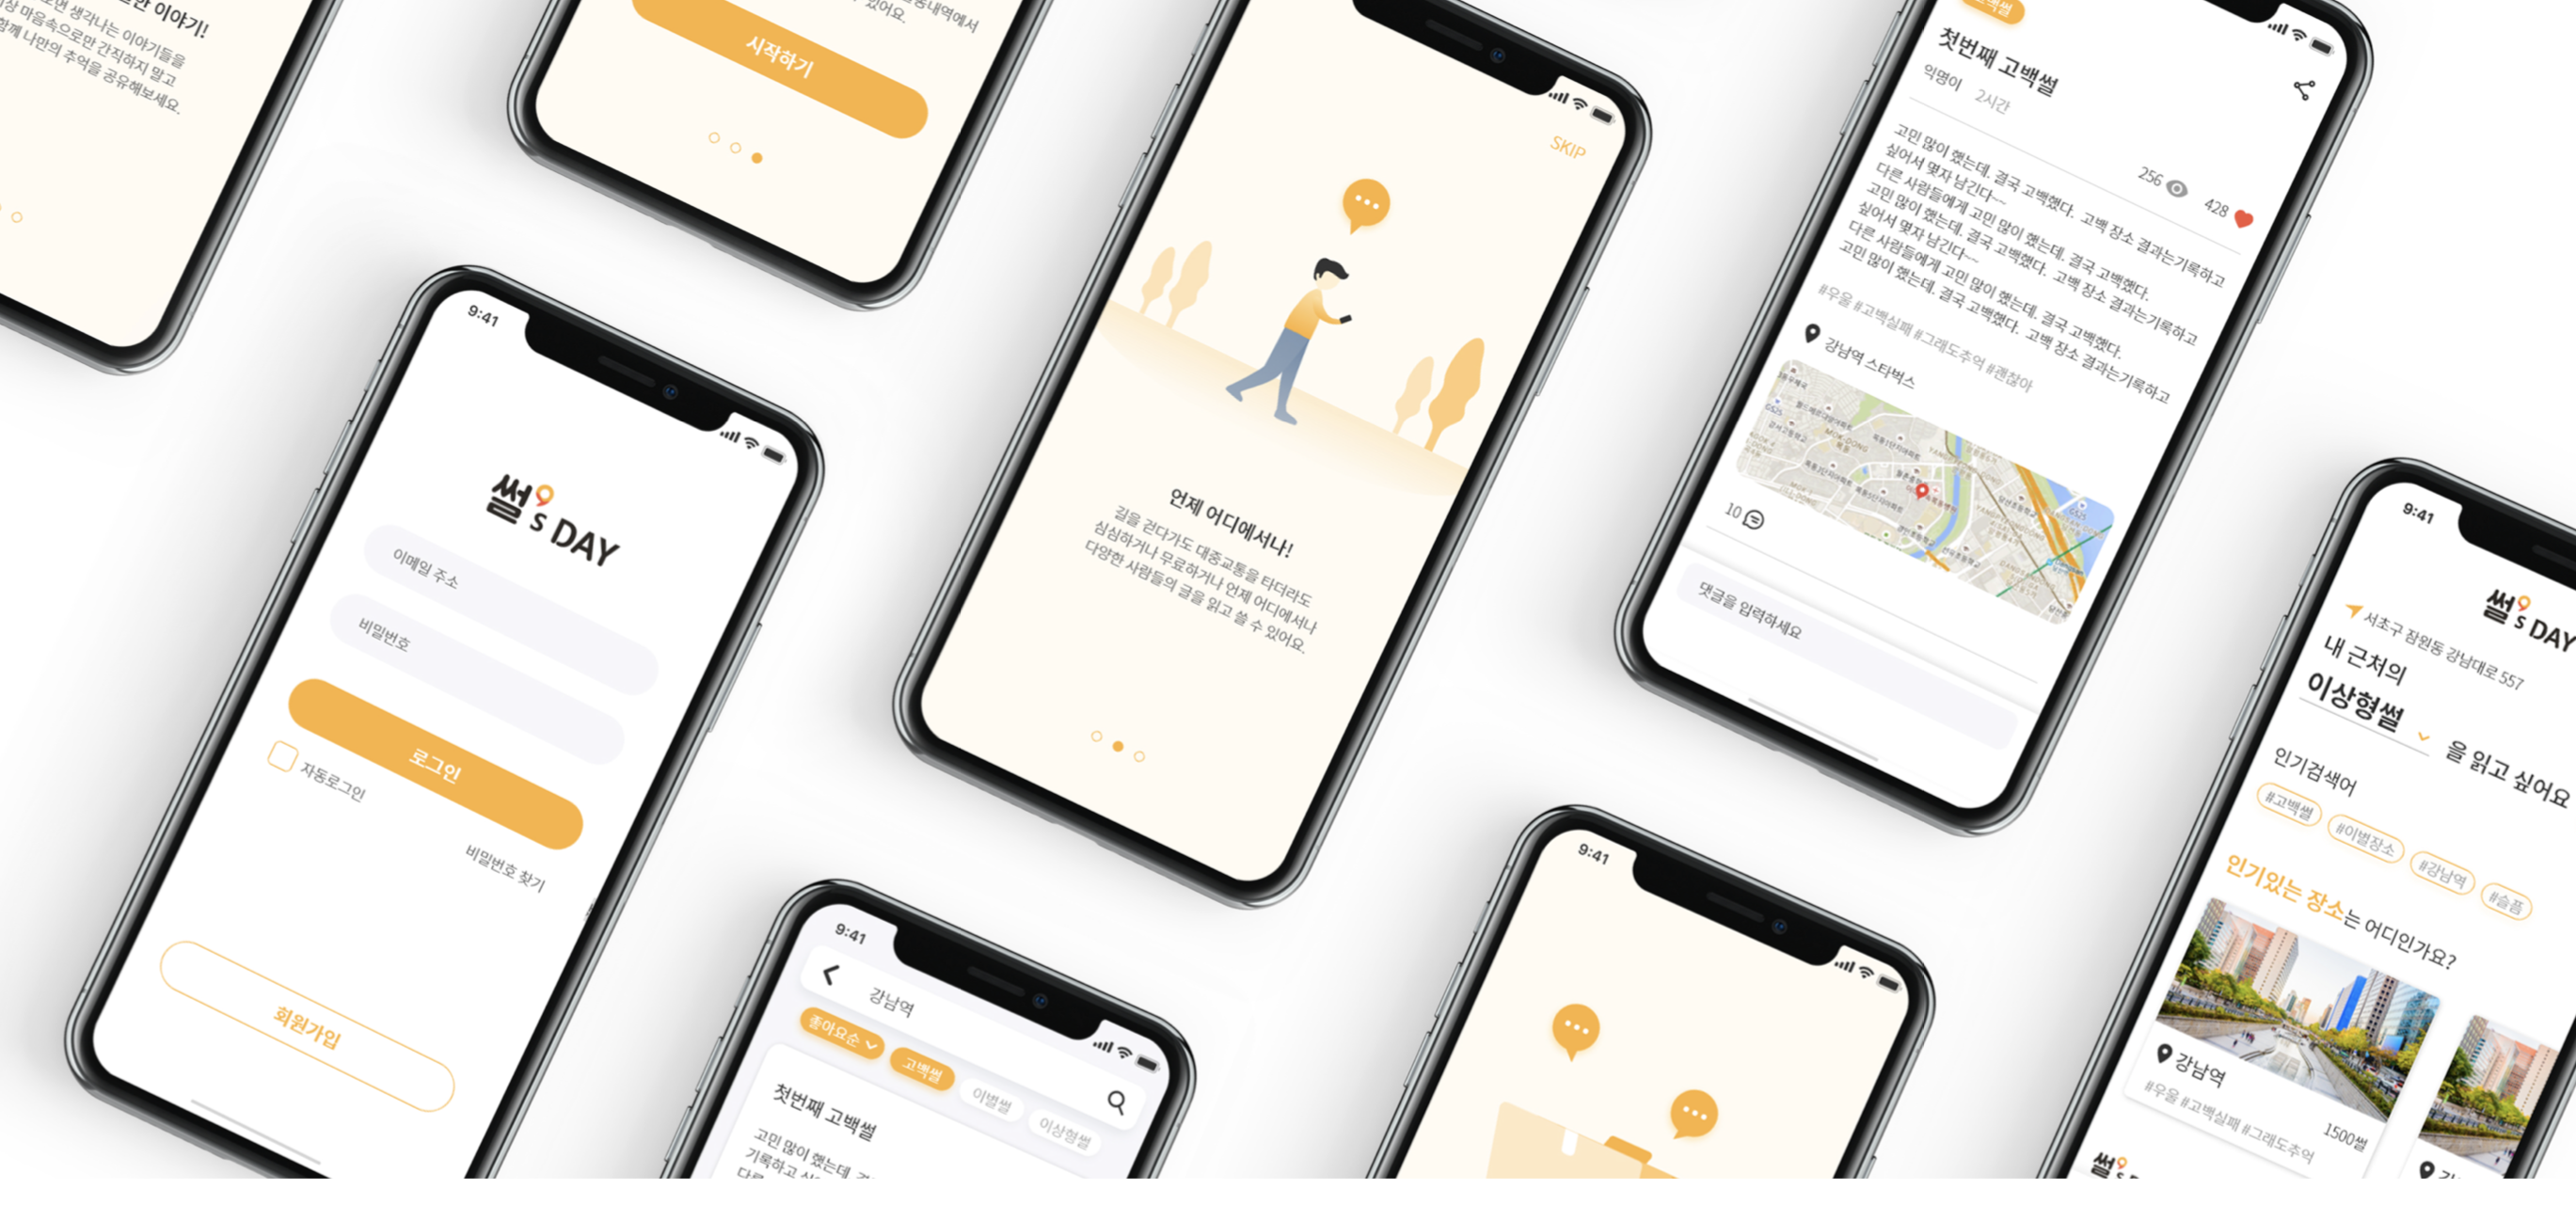 만 이야기!
보면 생각나는 이야기들을
이상 마음속으로만 간직하지 말고
함께 나만의 추억을 공유해보세요.
동내역에서
있어요.
시작하기
9:41
썰's DAY
이메일 주소
비밀번호
로그인
자동로그인
비밀번호 찾기
회원가입
SKIP
언제 어디에서나!
길을 걷다가도 대중교통을 타더라도
심심하거나 무료하거나 언제 어디에서나
다양한 사람들의 글을 읽고 쓸 수 있어요.
9:41
강남역
좋아요순
고백썰
이별썰
이상형썰
첫번째 고백썰
고민 많이 했는데.
기록하고
고백썰
첫번째 고백썰
익명이 2시간
256
428
고민 많이 했는데. 결국 고백했다. 고백 장소 결과는기록하고
싶어서 몇자 남긴다~~
다른 사람들에게 고민 많이 했는데. 결국 고백했다.
고민 많이 했는데. 결국 고백했다. 고백 장소 결과는기록하고
싶어서 몇자 남긴다~~
다른 사람들에게 고민 많이 했는데. 결국 고백했다.
고민 많이 했는데. 결국 고백했다. 고백 장소 결과는기록하고
#우울 #고백실패 #그래도추억 #괜찮아
강남역 스타벅스
GS25
MOK-DONG
목동
GS25
10
댓글을 입력하세요
9:41
9:41
썰's DAY
서초구 잠원동 강남대로 557
내 근처의
이상형썰 을 읽고 싶어요
인기검색어
#고백썰
#이별장소
#강남역
#슬픔
인기있는 장소는 어디인가요?
강남역
#우울 #고백실패 #그래도추억
1500썰
썰's